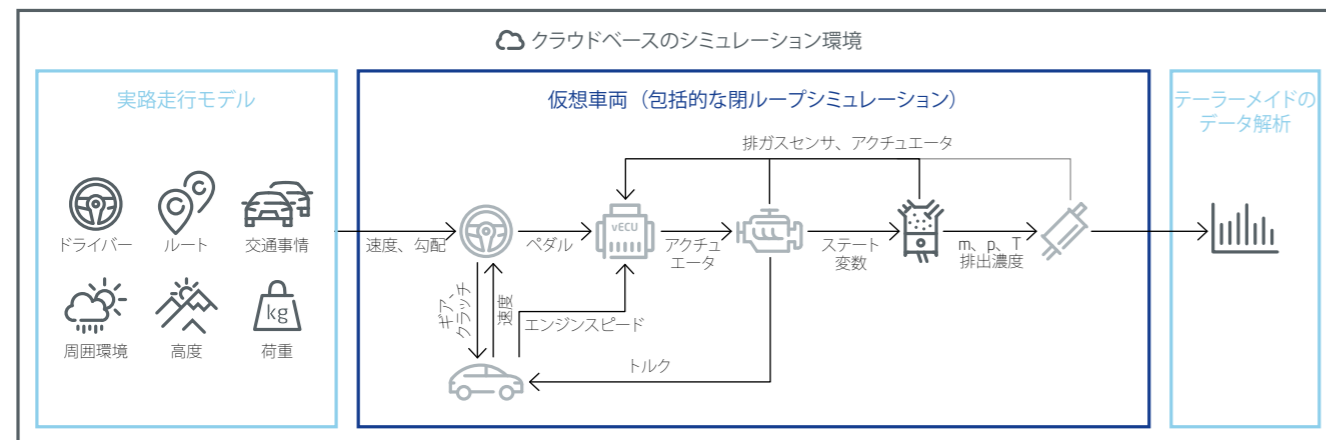 クラウドベースのシミュレーション環境
実路走行モデル
ドライバー
ルート
交通事情
周囲環境
高度
kg
荷重
仮想車両（包括的な閉ループシミュレーション）
排ガスセンサ、アクチュエータ
速度、勾配
ペダル
vECU
アクチュ
エータ
ステート
変数
m、p、T
排出濃度
ギア、
クラッチ
速度
エンジンスピード
トルク
テーラーメイドの
データ解析